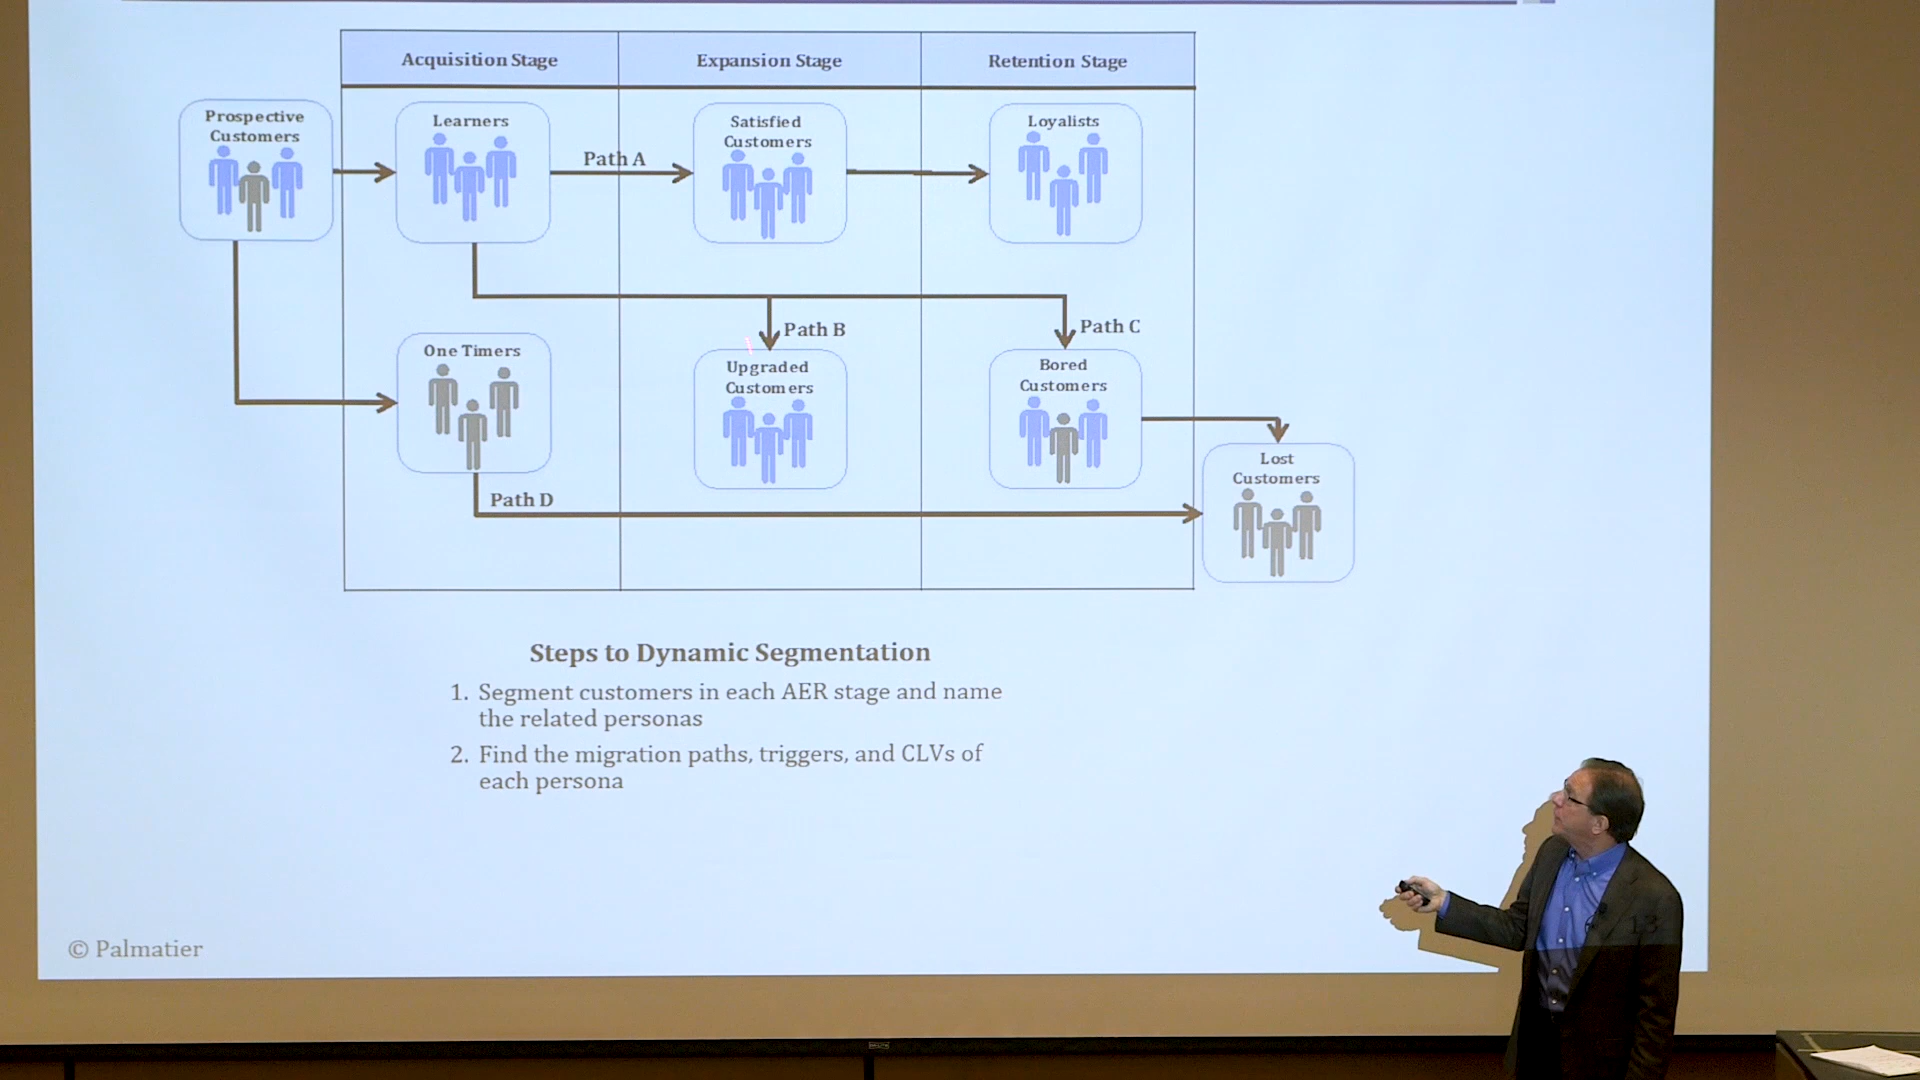 Acquisition Stage
Expansion Stage
Retention Stage
Prospective
Customers
Learners
Path A
Satisfied
Customers
Loyalists
Path B
Path C
One Timers
Upgraded
Customers
Bored
Customers
Path D
Lost
Customers
Steps to Dynamic Segmentation
1. Segment customers in each AER stage and name
the related personas
2. Find the migration paths, triggers, and CLVs of
each persona
© Palmatier
13